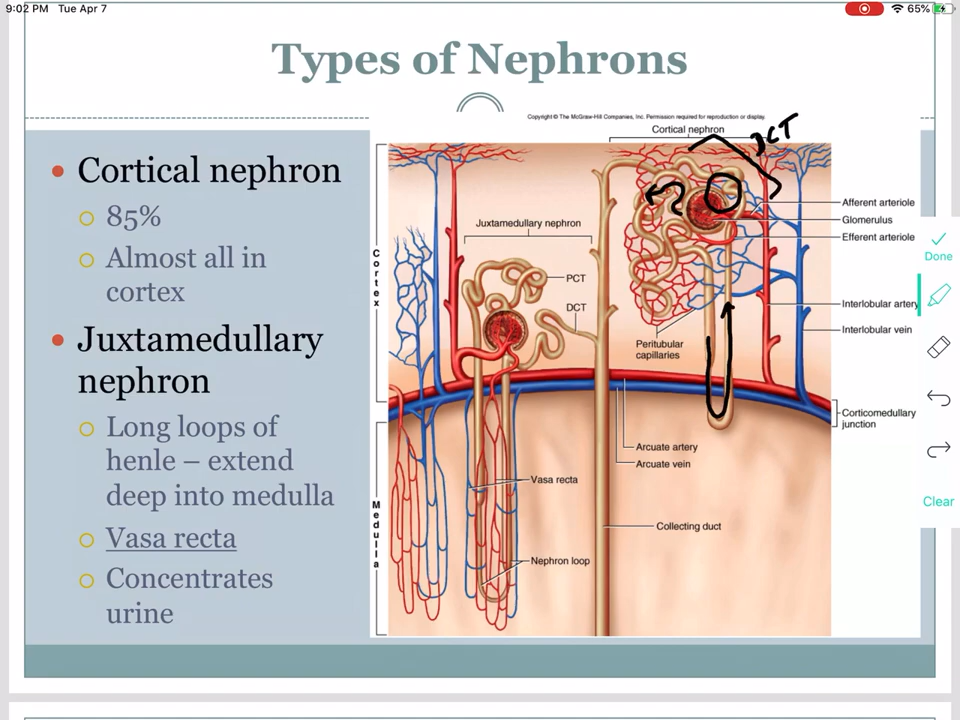 9:02 PM Tue Apr 7
65%
Types of Nephrons
Copyright © The McGraw-Hill Companies, Inc. Permission required for reproduction or display.
Cortical nephron
DCT
• Cortical nephron
85%
Almost all in
cortex
• Juxtamedullary
nephron
Long loops of
henle – extend
deep into medulla
Vasa recta
Concentrates
urine
Cortex
Medulla
Juxtamedullary nephron
PCT
DCT
Peritubular
capillaries
Afferent arteriole
Glomerulus
Efferent arteriole
Interlobular artery
Interlobular vein
Corticomedullary
junction
Arcuate artery
Arcuate vein
Vasa recta
Collecting duct
Nephron loop
Done
Clear